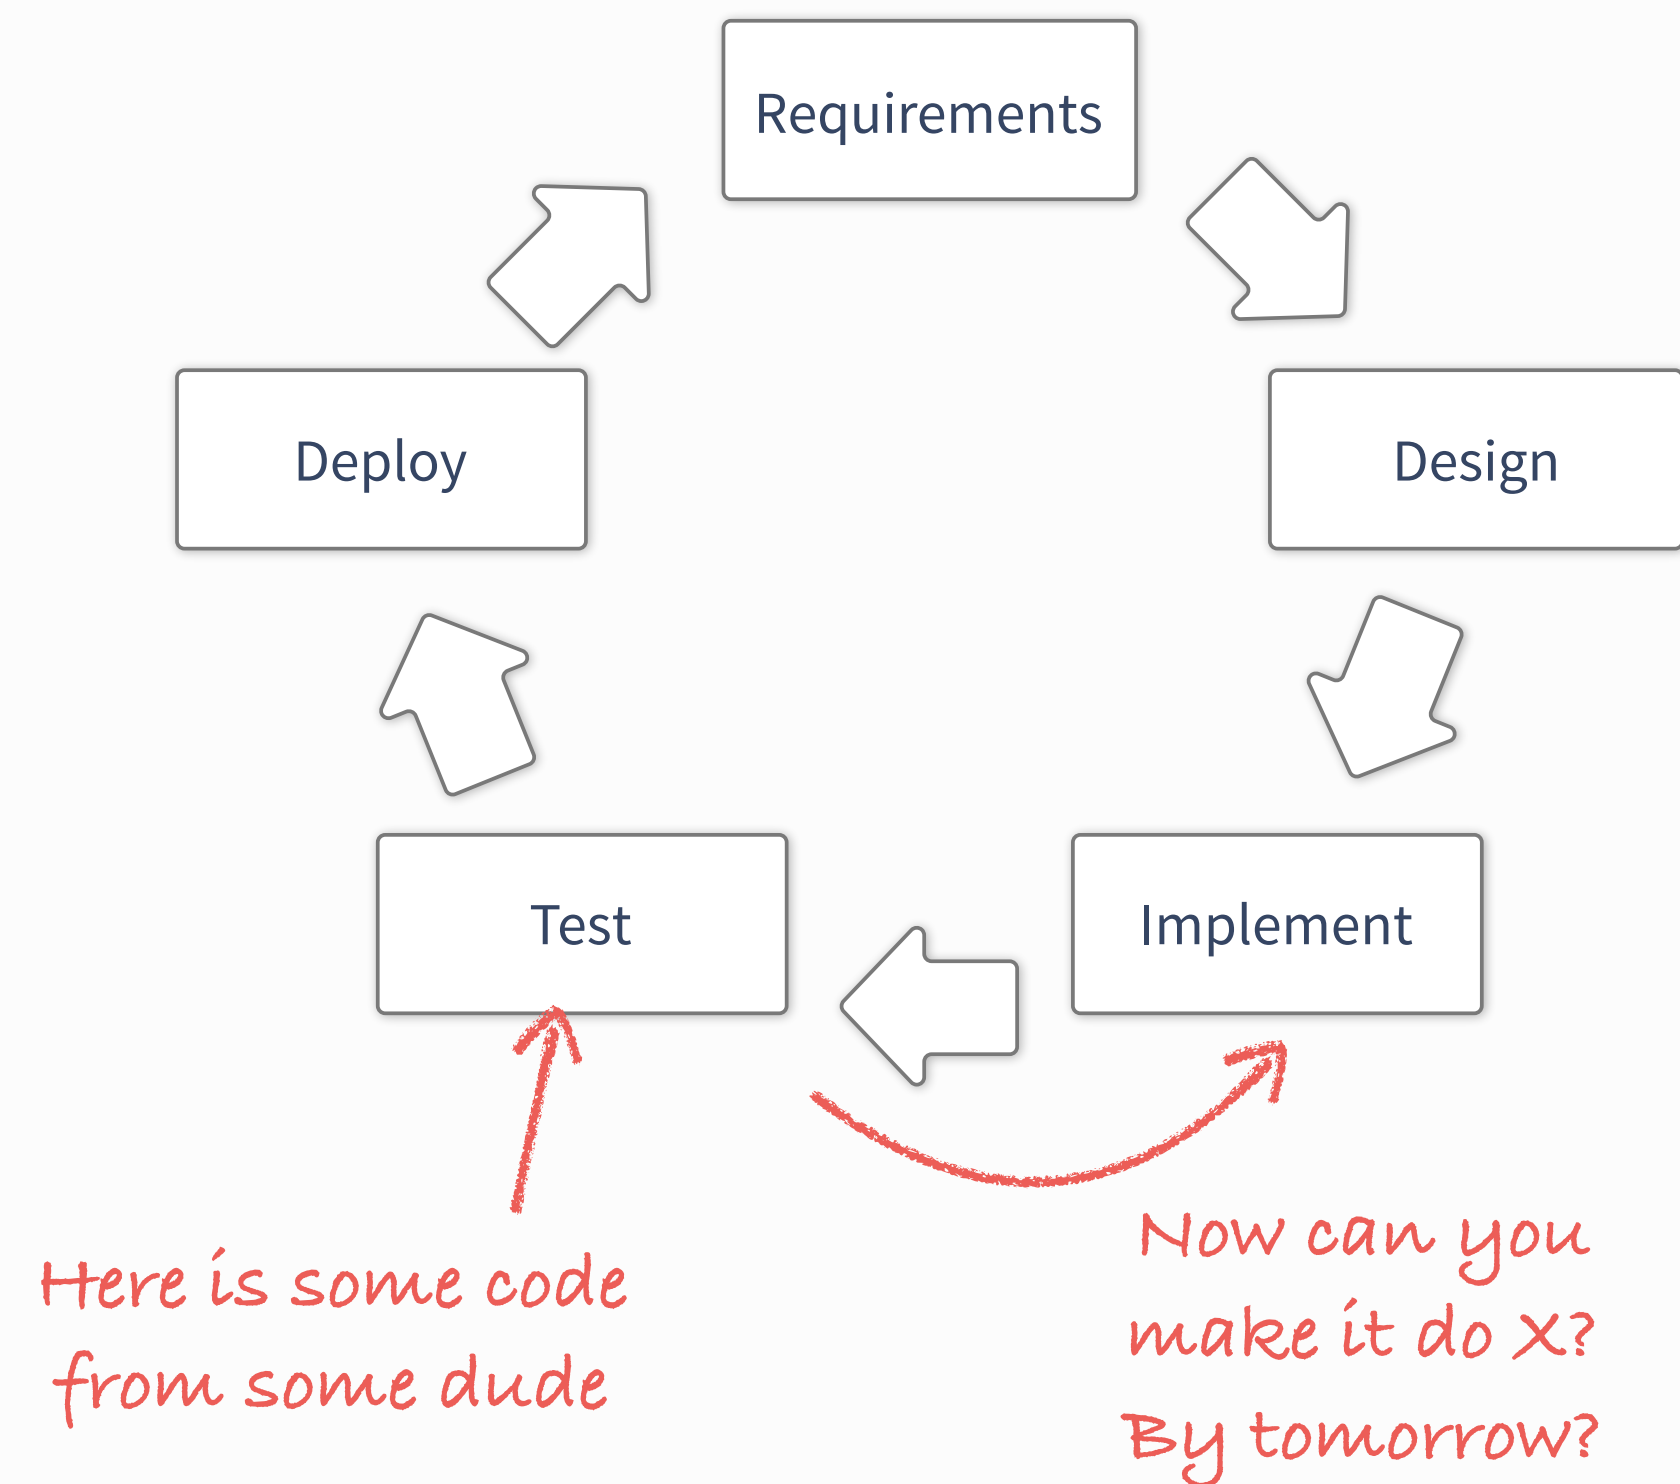 Requirements
Deploy
Design
Test
Implement
Here is some code
from some dude
Now can you
make it do X?
By tomorrow?